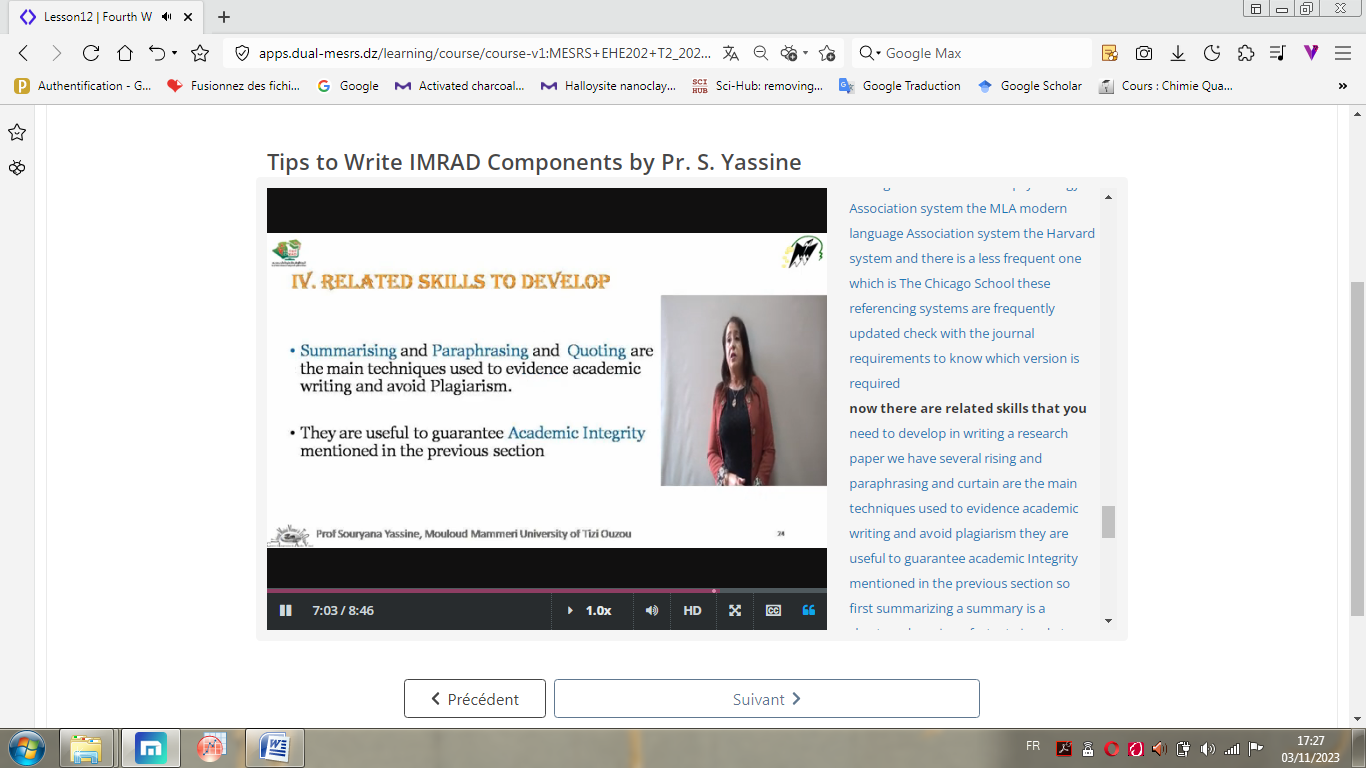 Lesson12 | Fourth W
apps.dual-mesrs.dz/learning/course/course-v1:MESRS+EHE202+T2_202...
Google Max
Authentification - G...
Fusionnez des fichi...
Google
Activated charcoal...
Halloysite nanoclay...
SCI HUB
Sci-Hub: removing...
Google Traduction
Google Scholar
Cours : Chimie Qua...
Tips to Write IMRAD Components by Pr. S. Yassine
IV. RELATED SKILLS TO DEVELOP
• Summarising and Paraphrasing and Quoting are
the main techniques used to evidence academic
writing and avoid Plagiarism.
• They are useful to guarantee Academic Integrity
mentioned in the previous section
Prof Souryana Yassine, Mouloud Mammeri University of Tizi Ouzou
24
7:03 / 8:46
1.0x
HD
Association system the MLA modern
language Association system the Harvard
system and there is a less frequent one
which is The Chicago School these
referencing systems are frequently
updated check with the journal
requirements to know which version is
required
now there are related skills that you
need to develop in writing a research
paper we have several rising and
paraphrasing and curtain are the main
techniques used to evidence academic
writing and avoid plagiarism they are
useful to guarantee academic Integrity
mentioned in the previous section so
first summarizing a summary is a
Précédent
Suivant
FR
17:27
03/11/2023